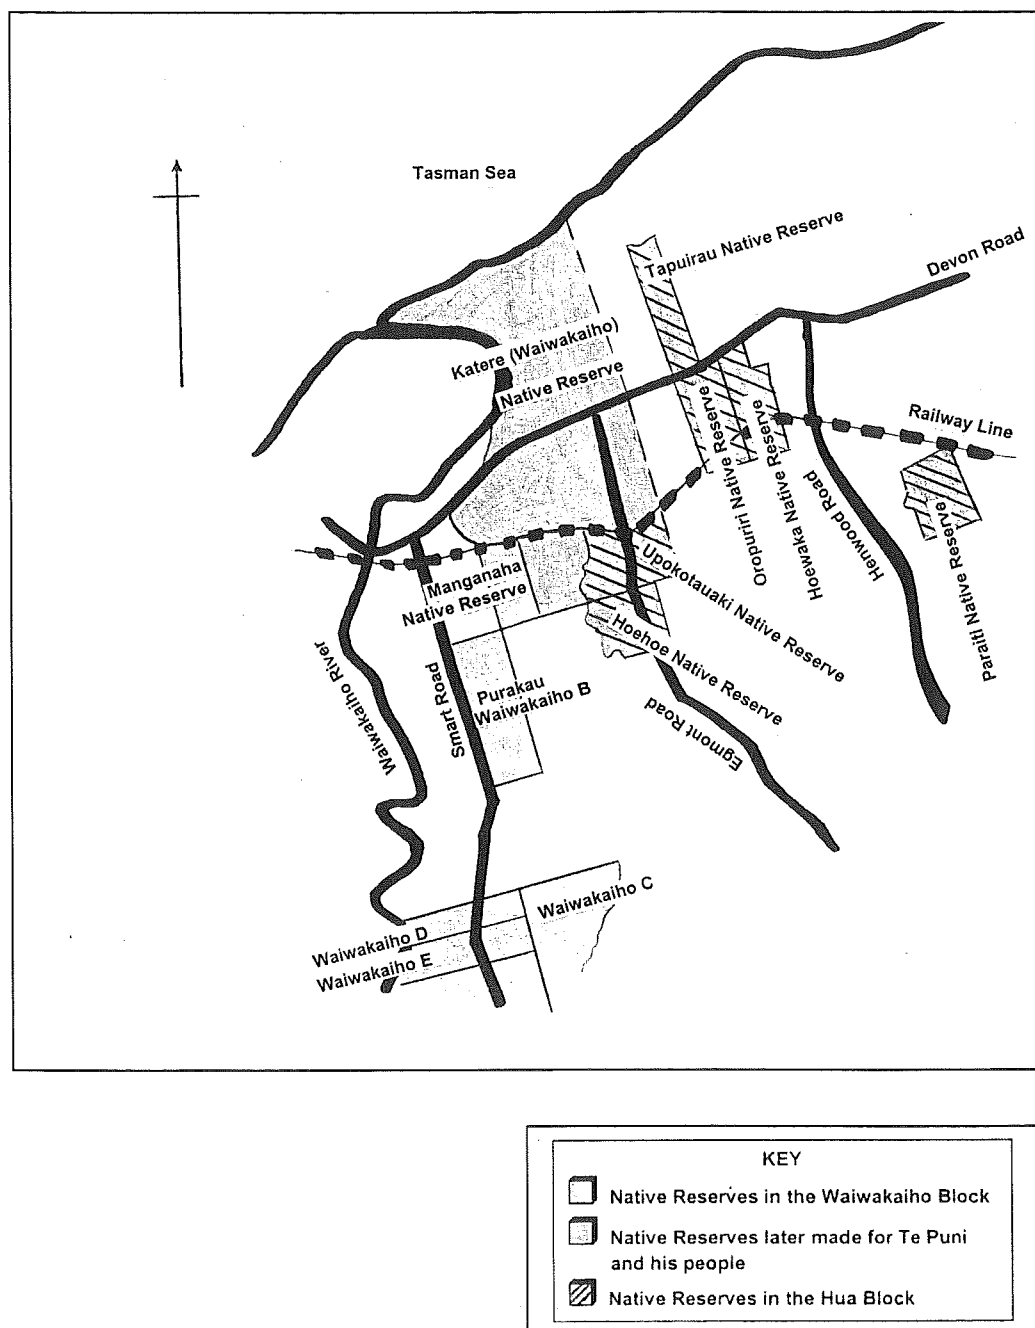 Tasman Sea
Tapuirau Native Reserve
Devon Road
Katere (Waiwakaiho)
Native Reserve
Railway Line
Oropuriri Native Reserve
Hoewaka Native Reserve
Henwood Road
Paraiti Native Reserve
Manganaha
Native Reserve
Upokotauaki Native Reserve
Hoehoe Native Reserve
Waiwakaiho River
Smart Road
Purakau
Waiwakaiho B
Egmont Road
Waiwakaiho C
Waiwakaiho D
Waiwakaiho E
KEY
Native Reserves in the Waiwakaiho Block
Native Reserves later made for Te Puni
and his people
Native Reserves in the Hua Block